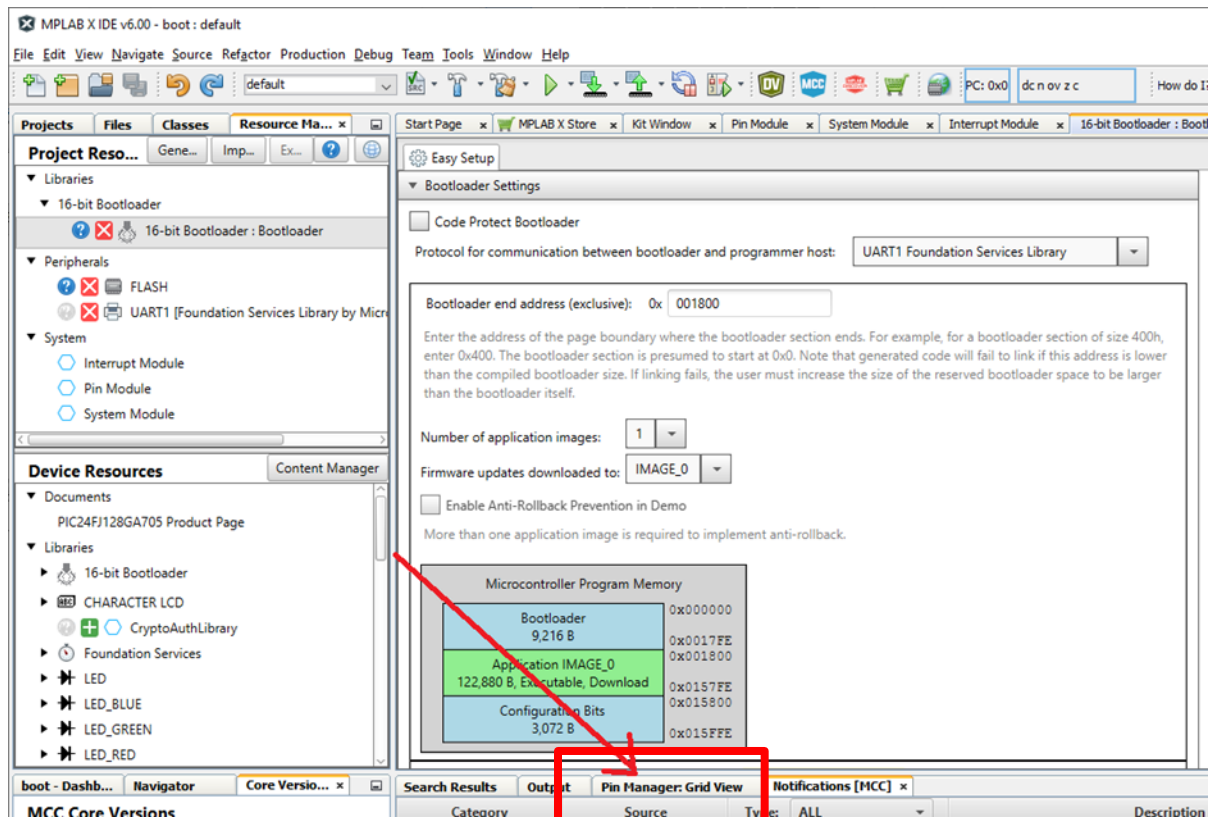 MPLAB X IDE v6.00 - boot : default
File Edit View Navigate Source Refactor Production Debug Team Tools Window Help
default
SRC
DV
MCC
PC: 0x0
dc n ov z c
How do I?
Projects Files Classes Resource Ma... x
Start Page x MPLAB X Store x Kit Window x Pin Module x System Module x Interrupt Module x 16-bit Bootloader : Bootl
Project Reso... Gene... Imp... Ex... ?
Libraries
16-bit Bootloader
16-bit Bootloader : Bootloader
Peripherals
FLASH
UART1 [Foundation Services Library by Micr
System
Interrupt Module
Pin Module
System Module
Device Resources Content Manager
Documents
PIC24FJ128GA705 Product Page
Libraries
16-bit Bootloader
CHARACTER LCD
CryptoAuthLibrary
Foundation Services
LED
LED_BLUE
LED_GREEN
LED_RED
boot - Dashb... Navigator Core Versio... x
MCC Core Versions
Easy Setup
Bootloader Settings
Code Protect Bootloader
Protocol for communication between bootloader and programmer host: UART1 Foundation Services Library
Bootloader end address (exclusive): 0x 001800
Enter the address of the page boundary where the bootloader section ends. For example, for a bootloader section of size 400h,
enter 0x400. The bootloader section is presumed to start at 0x0. Note that generated code will fail to link if this address is lower
than the compiled bootloader size. If linking fails, the user must increase the size of the reserved bootloader space to be larger
than the bootloader itself.
Number of application images: 1
Firmware updates downloaded to: IMAGE_0
Enable Anti-Rollback Prevention in Demo
More than one application image is required to implement anti-rollback.
Microcontroller Program Memory
Bootloader 0x000000
9,216 B 0x0017FE
Application IMAGE_0 0x001800
122,880 B, Executable, Download 0x0157FE
Configuration Bits 0x015800
3,072 B 0x015FFE
Search Results Output Pin Manager: Grid View Notifications [MCC] x
Category Source Type: ALL Description